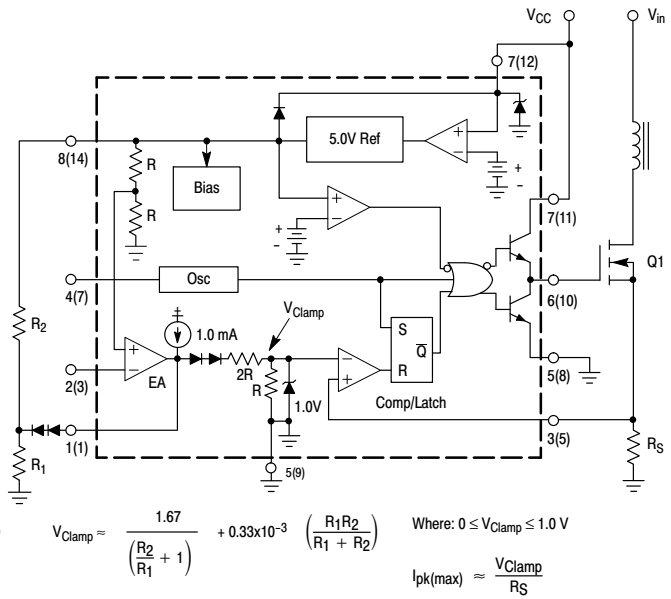 VCC
Vin
7(12)
8(14)
R
R
Bias
5.0V Ref
+
−
+
-
+
−
+
-
7(11)
4(7)
Osc
Q1
6(10)
R2
VClamp
1.0 mA
S
Q̅
R
+
−
EA
2R
R
1.0V
−
+
Comp/Latch
5(8)
2(3)
1(1)
3(5)
R1
5(9)
RS
VClamp ≈ 1.67 / (R2/R1 + 1) + 0.33x10−3 (R1R2 / R1 + R2) Where: 0 ≤ VClamp ≤ 1.0 V
Ipk(max) ≈ VClamp / RS